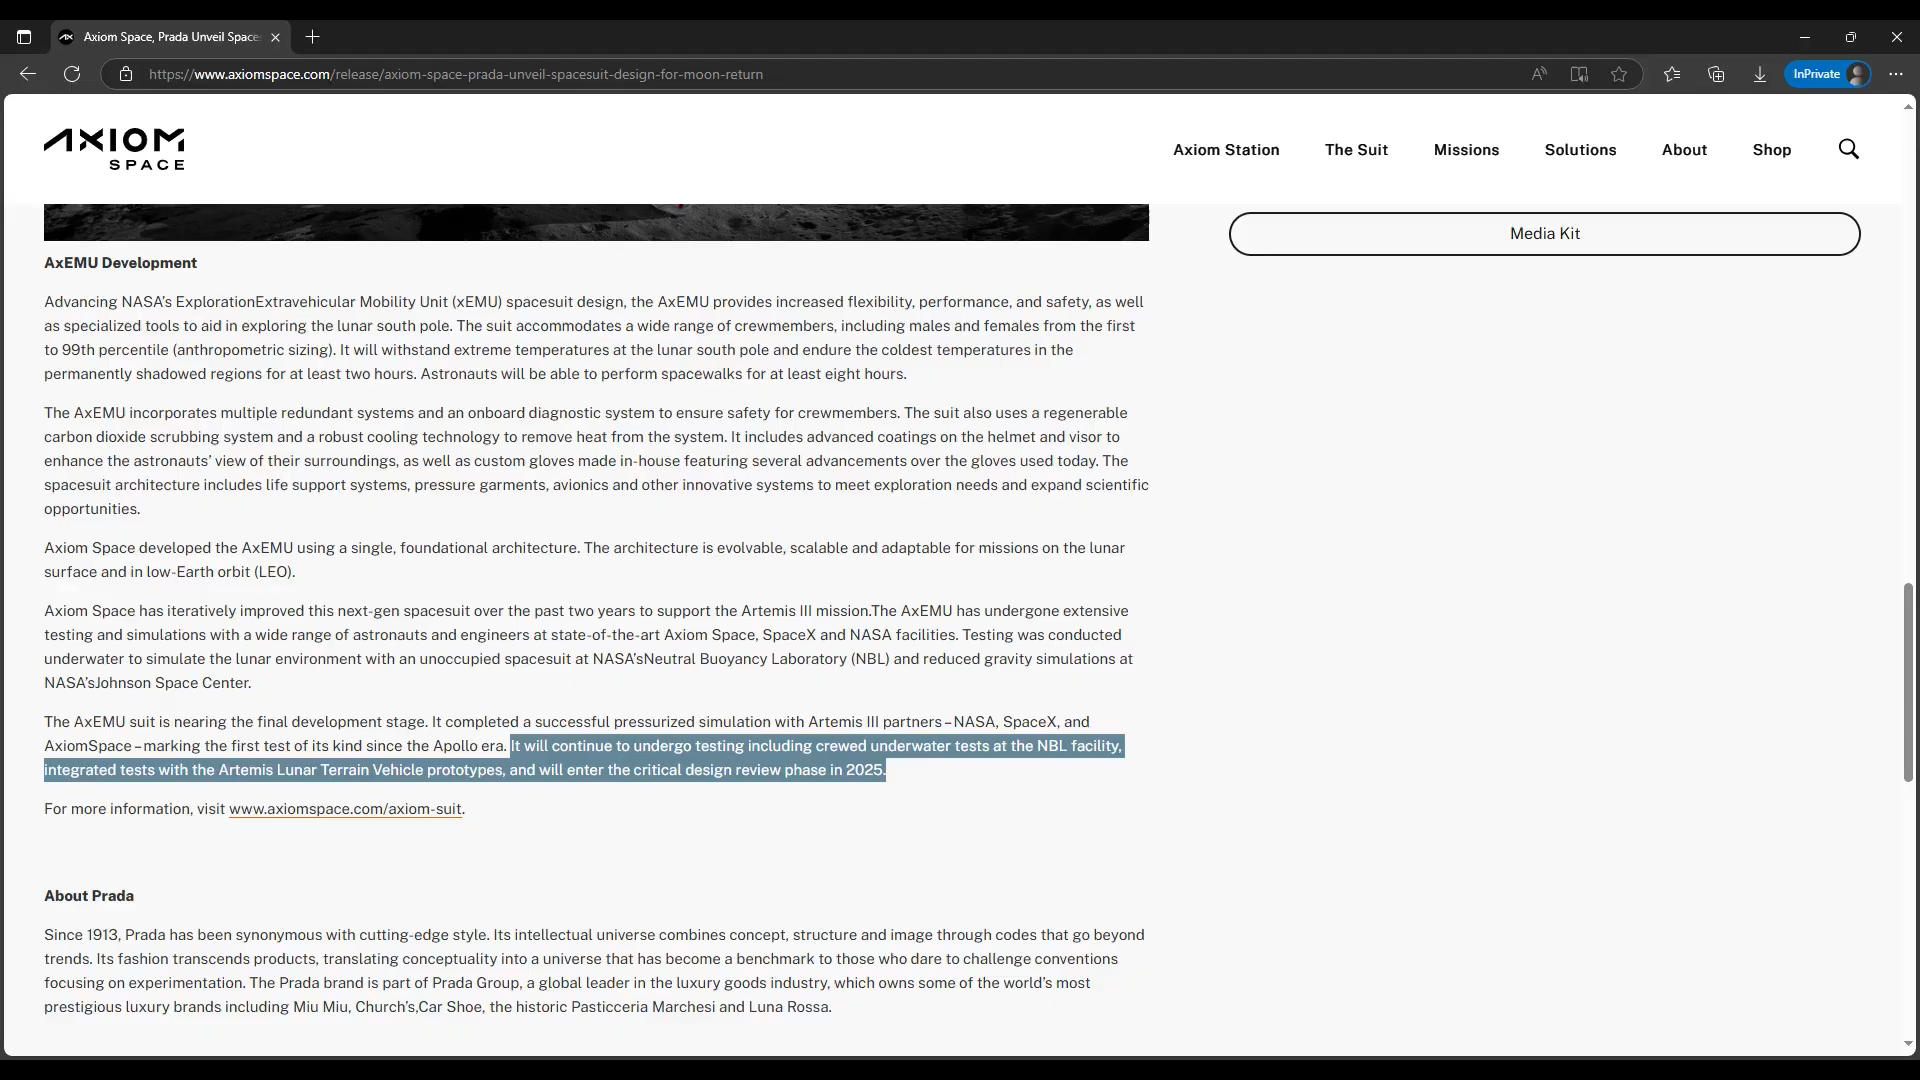 Axiom Space, Prada Unveil Space
https://www.axiomspace.com/release/axiom-space-prada-unveil-spacesuit-design-for-moon-return
InPrivate
AXIOM
SPACE
Axiom Station
The Suit
Missions
Solutions
About
Shop
Media Kit
AxEMU Development
Advancing NASA’s ExplorationExtravehicular Mobility Unit (xEMU) spacesuit design, the AxEMU provides increased flexibility, performance, and safety, as well
as specialized tools to aid in exploring the lunar south pole. The suit accommodates a wide range of crewmembers, including males and females from the first
to 99th percentile (anthropometric sizing). It will withstand extreme temperatures at the lunar south pole and endure the coldest temperatures in the
permanently shadowed regions for at least two hours. Astronauts will be able to perform spacewalks for at least eight hours.
The AxEMU incorporates multiple redundant systems and an onboard diagnostic system to ensure safety for crewmembers. The suit also uses a regenerable
carbon dioxide scrubbing system and a robust cooling technology to remove heat from the system. It includes advanced coatings on the helmet and visor to
enhance the astronauts’ view of their surroundings, as well as custom gloves made in-house featuring several advancements over the gloves used today. The
spacesuit architecture includes life support systems, pressure garments, avionics and other innovative systems to meet exploration needs and expand scientific
opportunities.
Axiom Space developed the AxEMU using a single, foundational architecture. The architecture is evolvable, scalable and adaptable for missions on the lunar
surface and in low-Earth orbit (LEO).
Axiom Space has iteratively improved this next-gen spacesuit over the past two years to support the Artemis III mission.The AxEMU has undergone extensive
testing and simulations with a wide range of astronauts and engineers at state-of-the-art Axiom Space, SpaceX and NASA facilities. Testing was conducted
underwater to simulate the lunar environment with an unoccupied spacesuit at NASA’sNeutral Buoyancy Laboratory (NBL) and reduced gravity simulations at
NASA’sJohnson Space Center.
The AxEMU suit is nearing the final development stage. It completed a successful pressurized simulation with Artemis III partners – NASA, SpaceX, and
AxiomSpace – marking the first test of its kind since the Apollo era. It will continue to undergo testing including crewed underwater tests at the NBL facility,
integrated tests with the Artemis Lunar Terrain Vehicle prototypes, and will enter the critical design review phase in 2025.
For more information, visit www.axiomspace.com/axiom-suit.
About Prada
Since 1913, Prada has been synonymous with cutting-edge style. Its intellectual universe combines concept, structure and image through codes that go beyond
trends. Its fashion transcends products, translating conceptuality into a universe that has become a benchmark to those who dare to challenge conventions
focusing on experimentation. The Prada brand is part of Prada Group, a global leader in the luxury goods industry, which owns some of the world’s most
prestigious luxury brands including Miu Miu, Church’s,Car Shoe, the historic Pasticceria Marchesi and Luna Rossa.